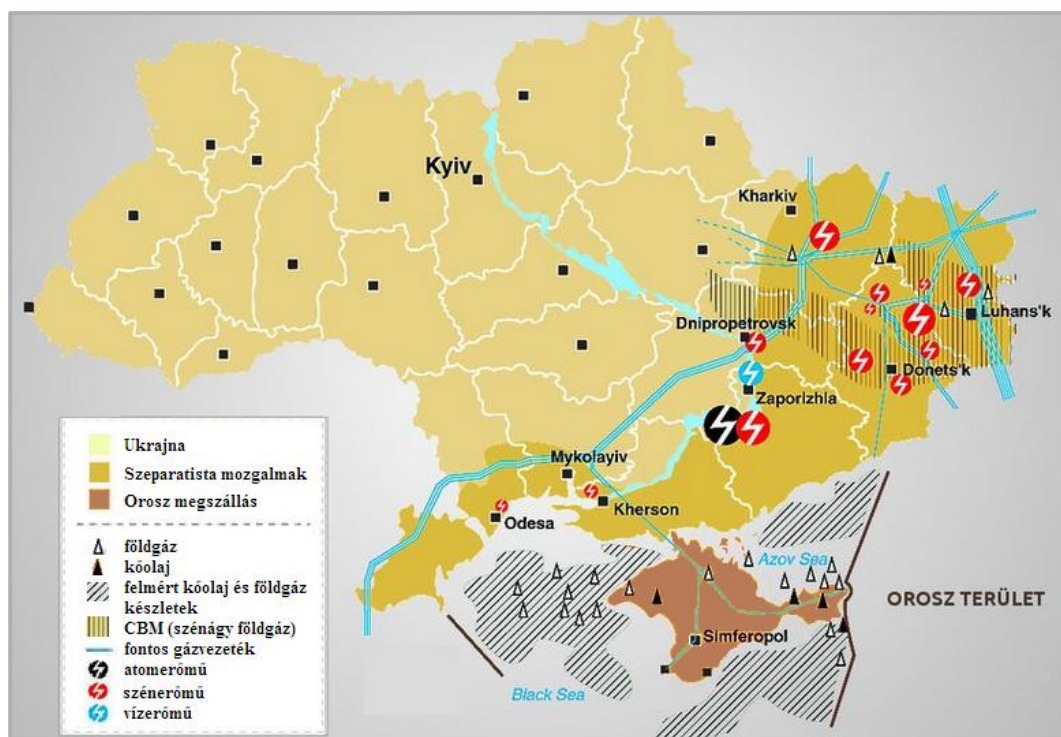 Kyiv
Kharkiv
Luhans'k
Dnipropetrovsk
Donets'k
Zaporizhia
Mykolayiv
Kherson
Odesa
Azov Sea
OROSZ TERÜLET
Simferopol
Black Sea
Ukrajna
Szeparatista mozgalmak
Orosz megszállás
földgáz
kőolaj
felmért kőolaj és földgáz
készletek
CBM (szénágy földgáz)
fontos gázvezeték
atomerőmű
szénerőmű
vízerőmű